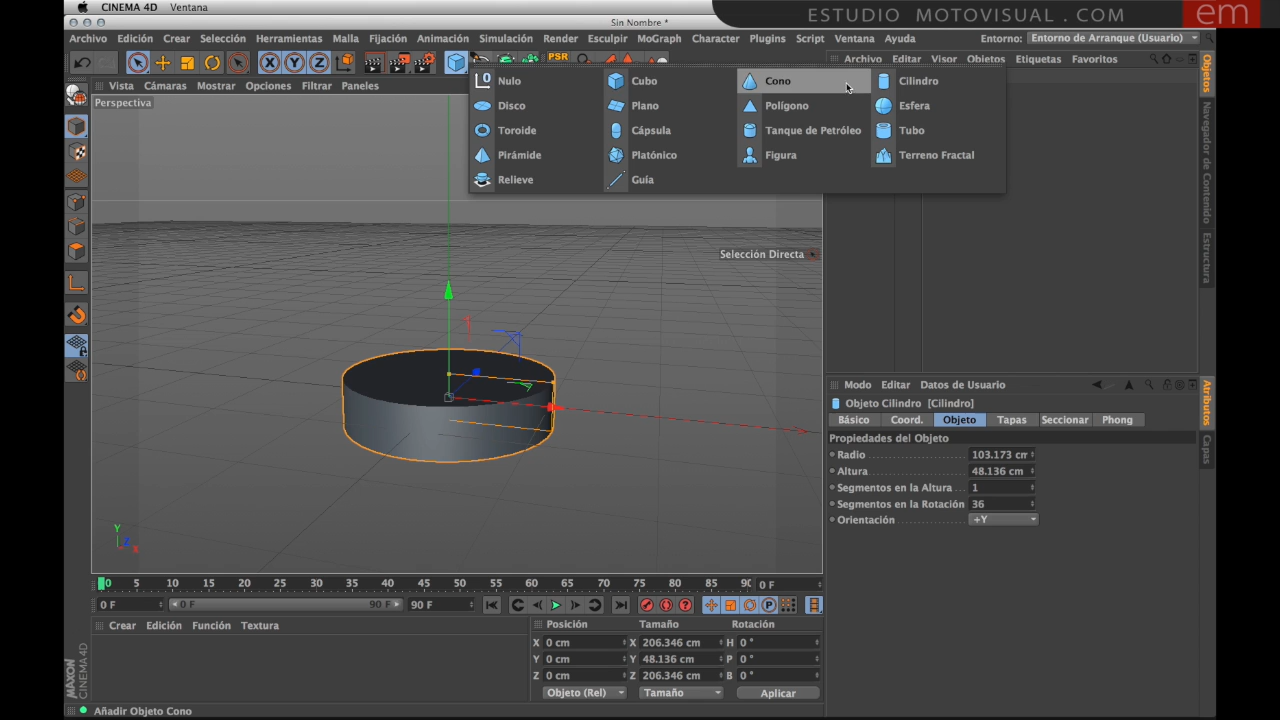 CINEMA 4D Ventana
ESTUDIO MOTOVISUAL . COM em
Sin Nombre *
Archivo Edición Crear Selección Herramientas Malla Fijación Animación Simulación Render Esculpir MoGraph Character Plugins Script Ventana Ayuda Entorno: Entorno de Arranque (Usuario)
X Y Z PSR
Archivo Editar Visor Objetos Etiquetas Favoritos
Vista Cámaras Mostrar Opciones Filtrar Paneles
Perspectiva
Nulo Cubo Cono Cilindro
Disco Plano Polígono Esfera
Toroide Cápsula Tanque de Petróleo Tubo
Pirámide Platónico Figura Terreno Fractal
Relieve Guía
Objetos
Navegador de Contenido
Estructura
Selección Directa
Modo Editar Datos de Usuario
Objeto Cilindro [Cilindro]
Básico Coord. Objeto Tapas Seccionar Phong
Propiedades del Objeto
Radio 103.173 cm
Altura 48.136 cm
Segmentos en la Altura 1
Segmentos en la Rotación 36
Orientación +Y
Atributos
Capas
Y
Z
X
0 5 10 15 20 25 30 35 40 45 50 55 60 65 70 75 80 85 90 0 F
0 F 0 F 90 F 90 F
Crear Edición Función Textura
Posición Tamaño Rotación
X 0 cm X 206.346 cm H 0 °
Y 0 cm Y 48.136 cm P 0 °
Z 0 cm Z 206.346 cm B 0 °
Objeto (Rel) Tamaño Aplicar
MAXON
CINEMA 4D
Añadir Objeto Cono